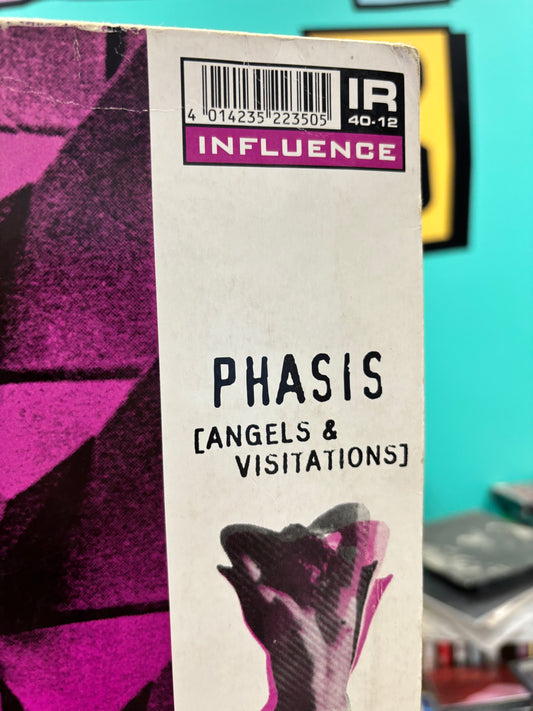 4 014235 223505
IR
40-12
INFLUENCE
PHASIS
[ANGELS &
VISITATIONS]